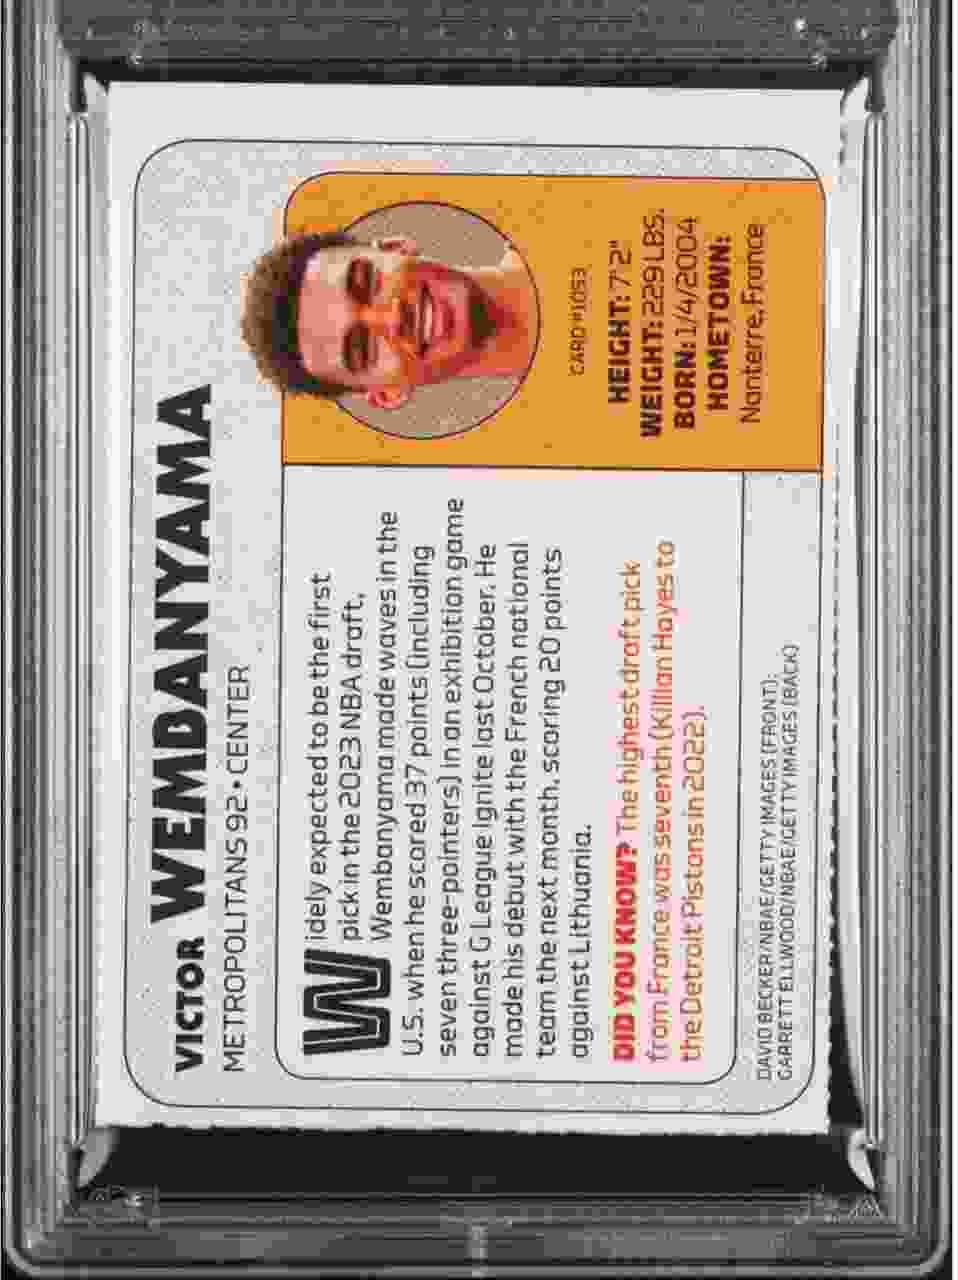 VICTOR WEMBANYAMA
METROPOLITANS 92 • CENTER
Widely expected to be the first
pick in the 2023 NBA draft,
Wembanyama made waves in the
U.S. when he scored 37 points (including
seven three-pointers) in an exhibition game
against G League Ignite last October. He
made his debut with the French national
team the next month, scoring 20 points
against Lithuania.
DID YOU KNOW? The highest draft pick
from France was seventh (Killian Hayes to
the Detroit Pistons in 2022).
DAVID BECKER/NBAE/GETTY IMAGES (FRONT);
GARRETT ELLWOOD/NBAE/GETTY IMAGES (BACK)
CARD #1053
HEIGHT: 7'2"
WEIGHT: 229 LBS.
BORN: 1/4/2004
HOMETOWN:
Nanterre, France